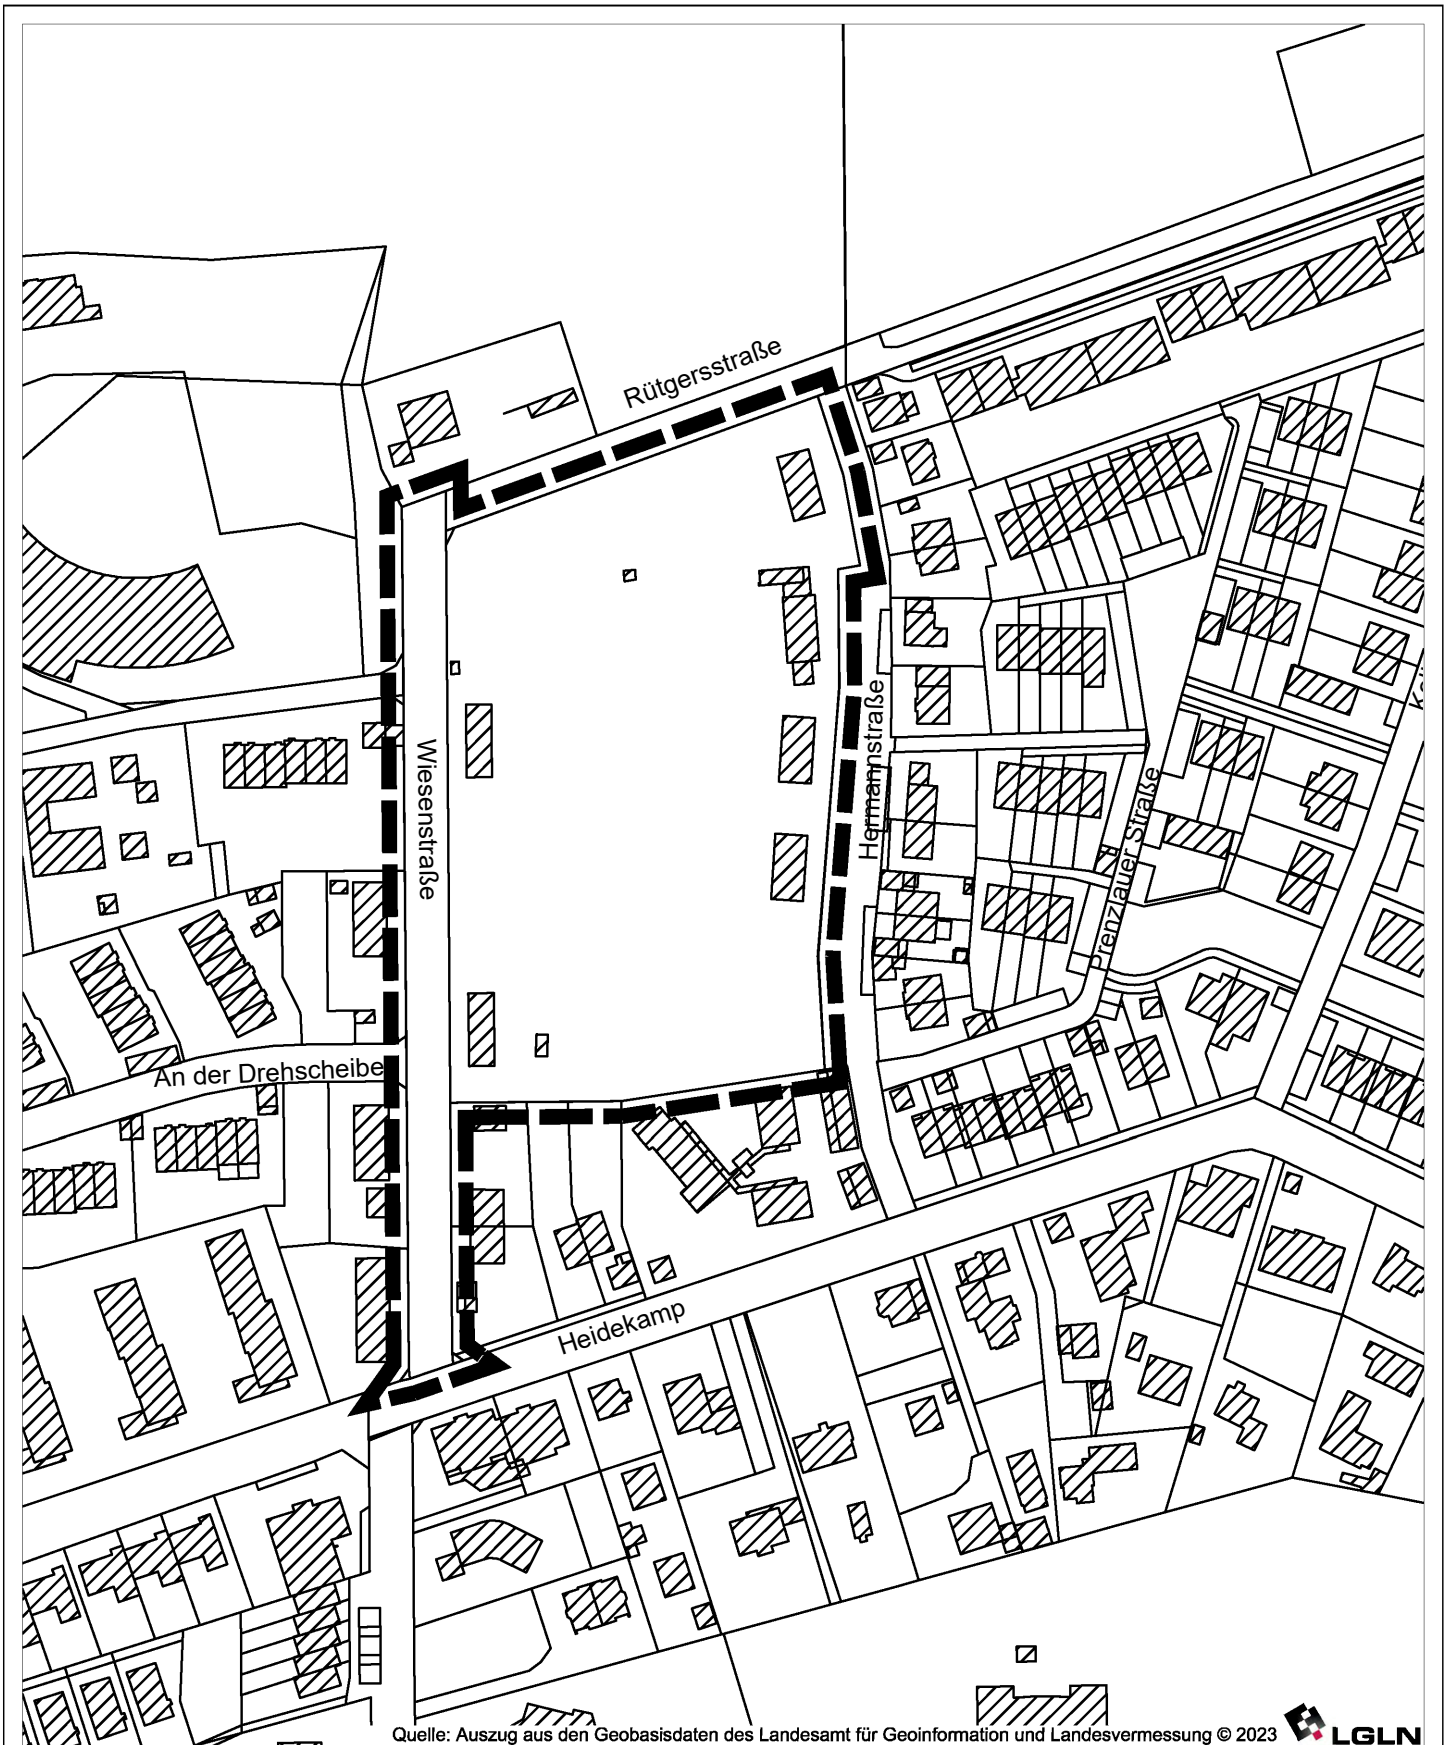 Rütgersstraße
Wiesenstraße
Hermannstraße
Prenzlauer Straße
An der Drehscheibe
Heidekamp
Quelle: Auszug aus den Geobasisdaten des Landesamt für Geoinformation und Landesvermessung © 2023
LGLN